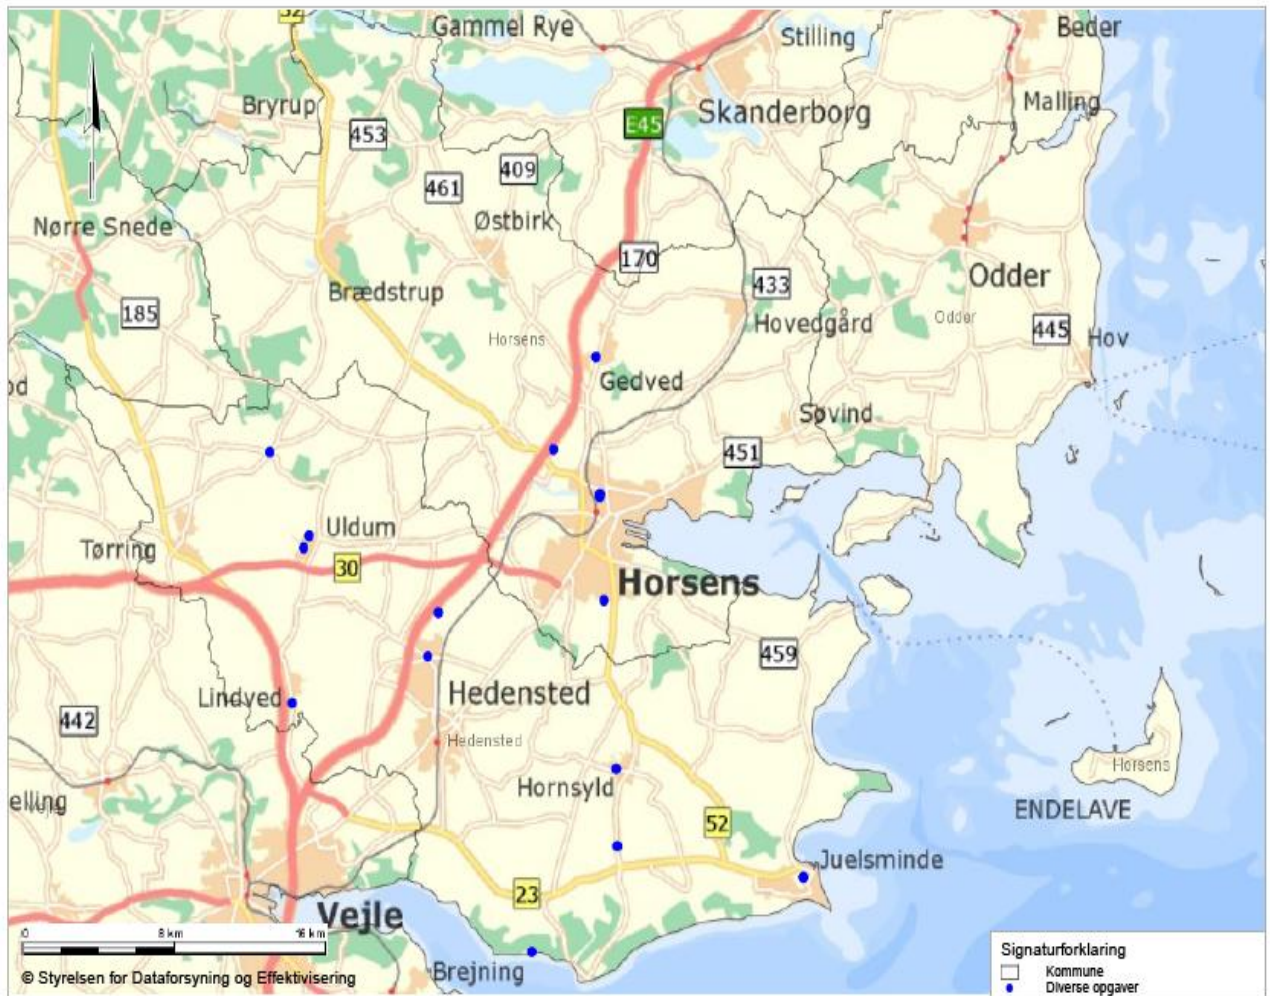 52
Gammel Rye
Stilling
Beder
Bryrup
453
E45
Skanderborg
Malling
409
461
Østbirk
Nørre Snede
170
433
Odder
185
Brædstrup
Hovedgård
Odder
445
Hov
Horsens
Gedved
od
Søvind
451
Uldum
Tørring
30
Horsens
459
Lindved
Hedensted
442
Hedensted
Horsens
Hornsyld
elling
ENDELAVE
52
Juelsminde
23
Vejle
0 8 km 16 km
Signaturforklaring
Kommune
© Styrelsen for Dataforsyning og Effektivisering
Brejning
Diverse opgaver